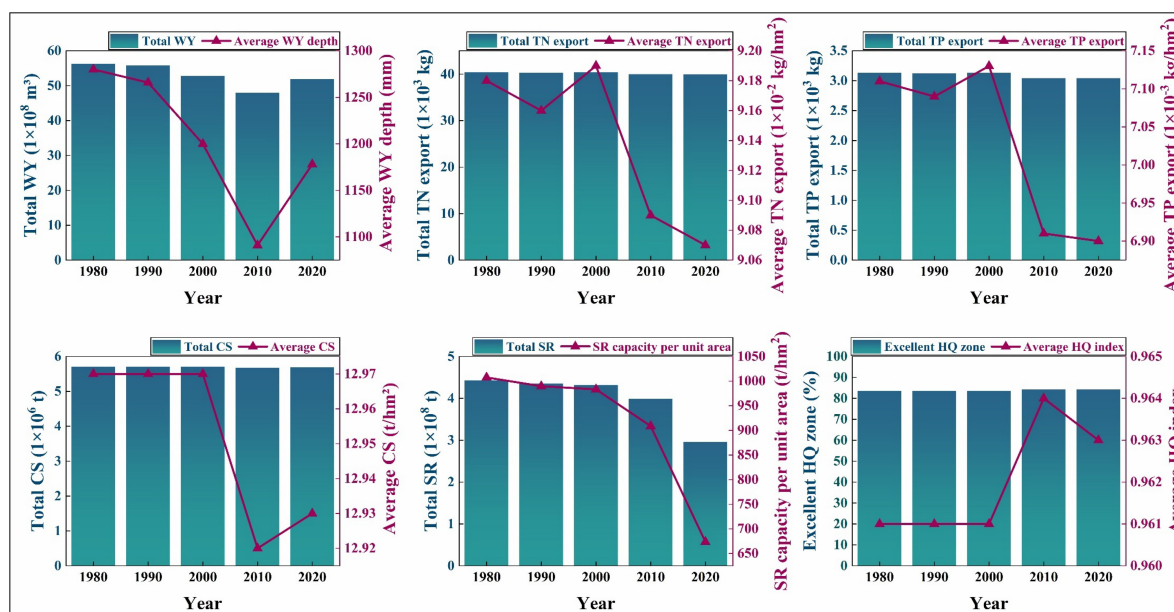 Total WY Average WY depth
Total WY (1×10⁸ m³)
60
50
40
30
20
10
0
1300
1250
1200
1150
1100
Average WY depth (mm)
1980 1990 2000 2010 2020
Year
Total TN export Average TN export
Total TN export (1×10³ kg)
40
30
20
10
0
9.20
9.18
9.16
9.14
9.12
9.10
9.08
9.06
Average TN export (1×10⁻² kg/hm²)
1980 1990 2000 2010 2020
Year
Total TP export Average TP export
Total TP export (1×10³ kg)
3.5
3.0
2.5
2.0
1.5
1.0
0.5
0.0
7.15
7.10
7.05
7.00
6.95
6.90
Average TP export (1×10⁻³ kg/hm²)
1980 1990 2000 2010 2020
Year
Total CS Average CS
Total CS (1×10⁶ t)
6
5
4
3
2
1
0
12.97
12.96
12.95
12.94
12.93
12.92
Average CS (t/hm²)
1980 1990 2000 2010 2020
Year
Total SR SR capacity per unit area
Total SR (1×10⁸ t)
5
4
3
2
1
0
1050
1000
950
900
850
800
750
700
650
SR capacity per unit area (t/hm²)
1980 1990 2000 2010 2020
Year
Excellent HQ zone Average HQ index
Excellent HQ zone (%)
100
90
80
70
60
50
40
30
20
10
0
0.965
0.964
0.963
0.962
0.961
0.960
Average HQ index
1980 1990 2000 2010 2020
Year